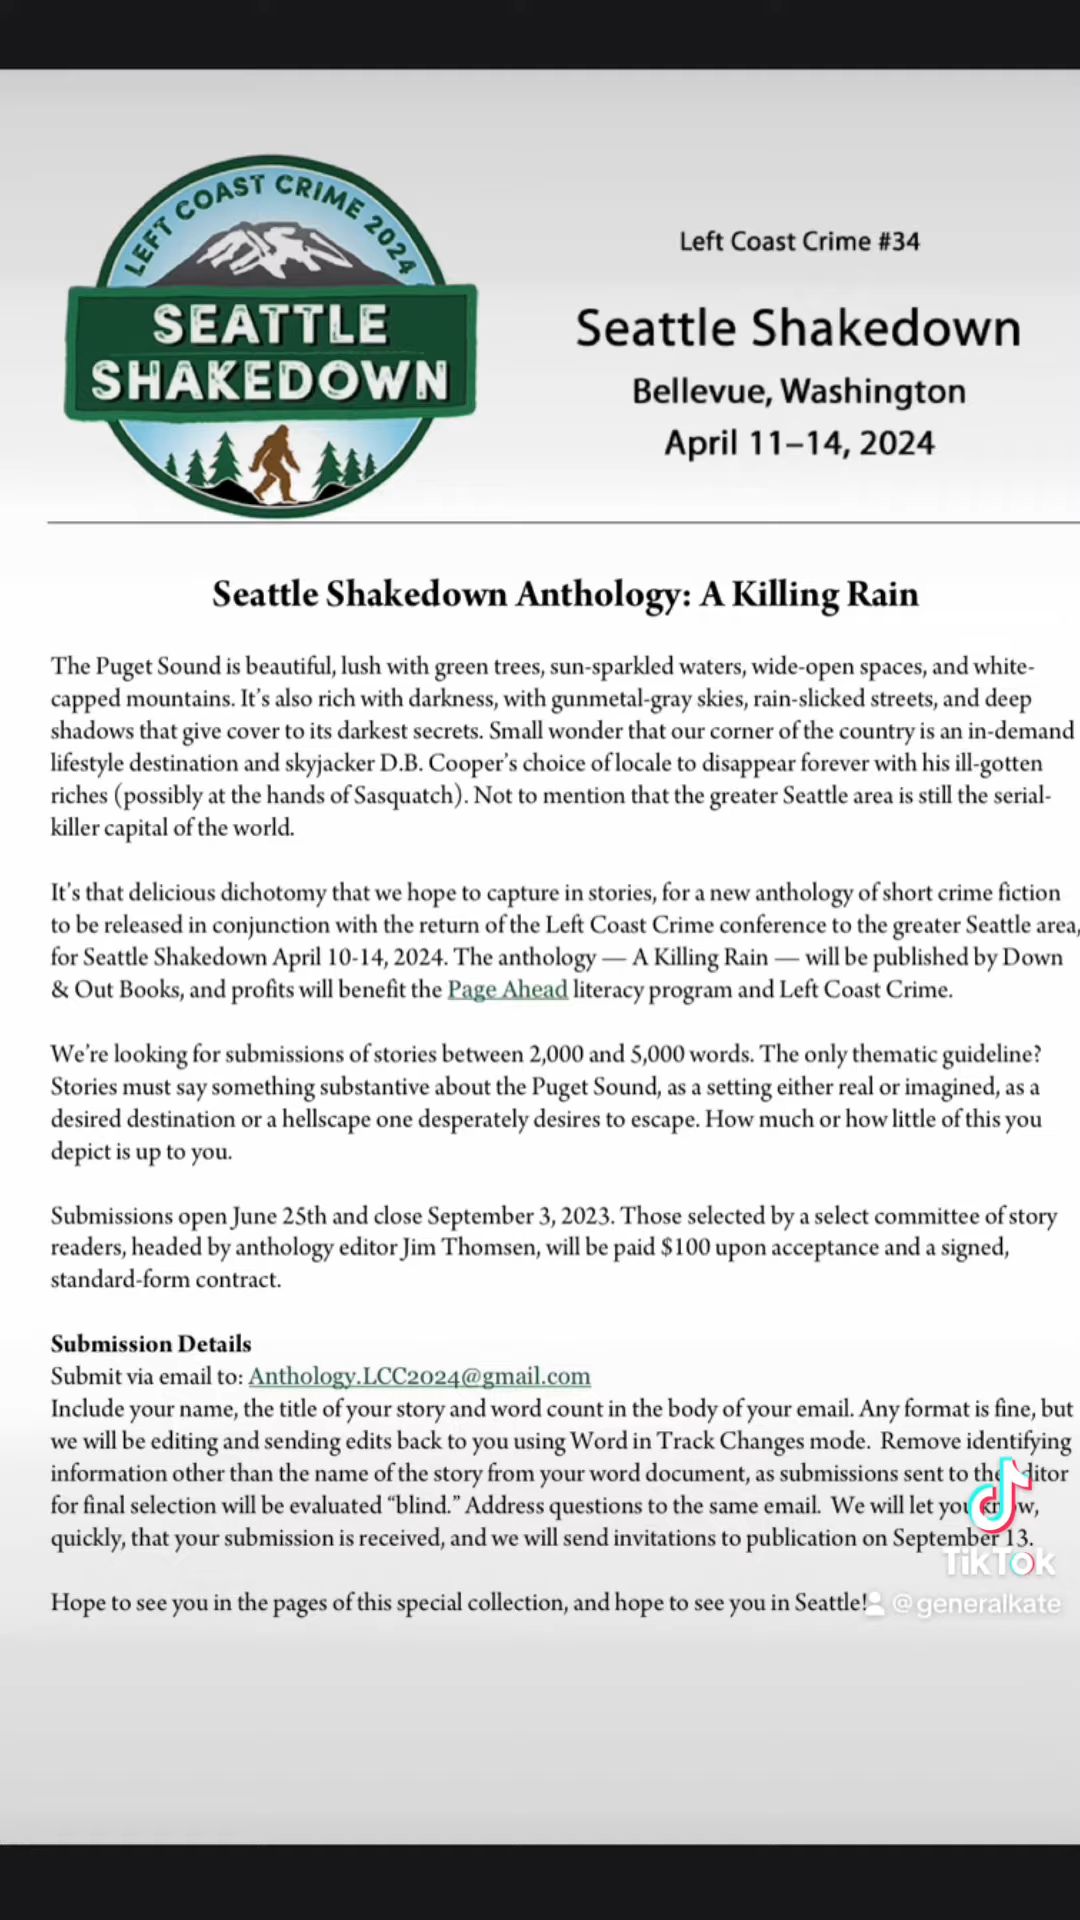 LEFT COAST CRIME 2024
SEATTLE
SHAKEDOWN
Left Coast Crime #34
Seattle Shakedown
Bellevue, Washington
April 11–14, 2024
Seattle Shakedown Anthology: A Killing Rain
The Puget Sound is beautiful, lush with green trees, sun-sparkled waters, wide-open spaces, and white-
capped mountains. It’s also rich with darkness, with gunmetal-gray skies, rain-slicked streets, and deep
shadows that give cover to its darkest secrets. Small wonder that our corner of the country is an in-demand
lifestyle destination and skyjacker D.B. Cooper’s choice of locale to disappear forever with his ill-gotten
riches (possibly at the hands of Sasquatch). Not to mention that the greater Seattle area is still the serial-
killer capital of the world.
It’s that delicious dichotomy that we hope to capture in stories, for a new anthology of short crime fiction
to be released in conjunction with the return of the Left Coast Crime conference to the greater Seattle area,
for Seattle Shakedown April 10-14, 2024. The anthology — A Killing Rain — will be published by Down
& Out Books, and profits will benefit the Page Ahead literacy program and Left Coast Crime.
We’re looking for submissions of stories between 2,000 and 5,000 words. The only thematic guideline?
Stories must say something substantive about the Puget Sound, as a setting either real or imagined, as a
desired destination or a hellscape one desperately desires to escape. How much or how little of this you
depict is up to you.
Submissions open June 25th and close September 3, 2023. Those selected by a select committee of story
readers, headed by anthology editor Jim Thomsen, will be paid $100 upon acceptance and a signed,
standard-form contract.
Submission Details
Submit via email to: Anthology.LCC2024@gmail.com
Include your name, the title of your story and word count in the body of your email. Any format is fine, but
we will be editing and sending edits back to you using Word in Track Changes mode. Remove identifying
information other than the name of the story from your word document, as submissions sent to the editor
for final selection will be evaluated “blind.” Address questions to the same email. We will let you know,
quickly, that your submission is received, and we will send invitations to publication on September 13.
TikTok
Hope to see you in the pages of this special collection, and hope to see you in Seattle!
@generalkate